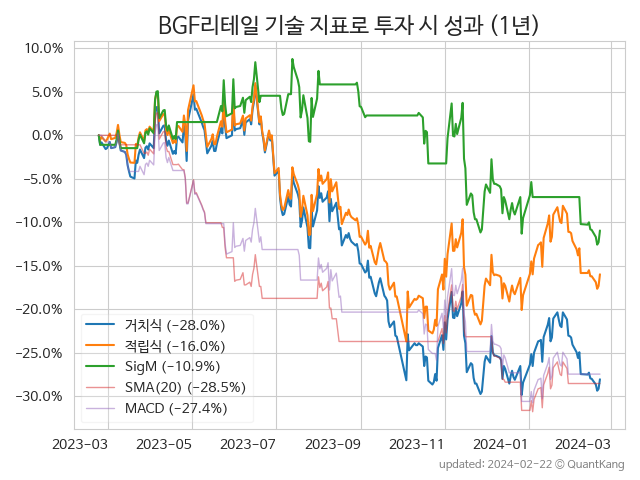 BGF리테일 기술 지표로 투자 시 성과 (1년)
10.0%
5.0%
0.0%
−5.0%
−10.0%
−15.0%
−20.0%
−25.0%
−30.0%
거치식 (−28.0%)
적립식 (−16.0%)
SigM (−10.9%)
SMA(20) (−28.5%)
MACD (−27.4%)
2023-03 2023-05 2023-07 2023-09 2023-11 2024-01 2024-03
updated: 2024-02-22 © QuantKang